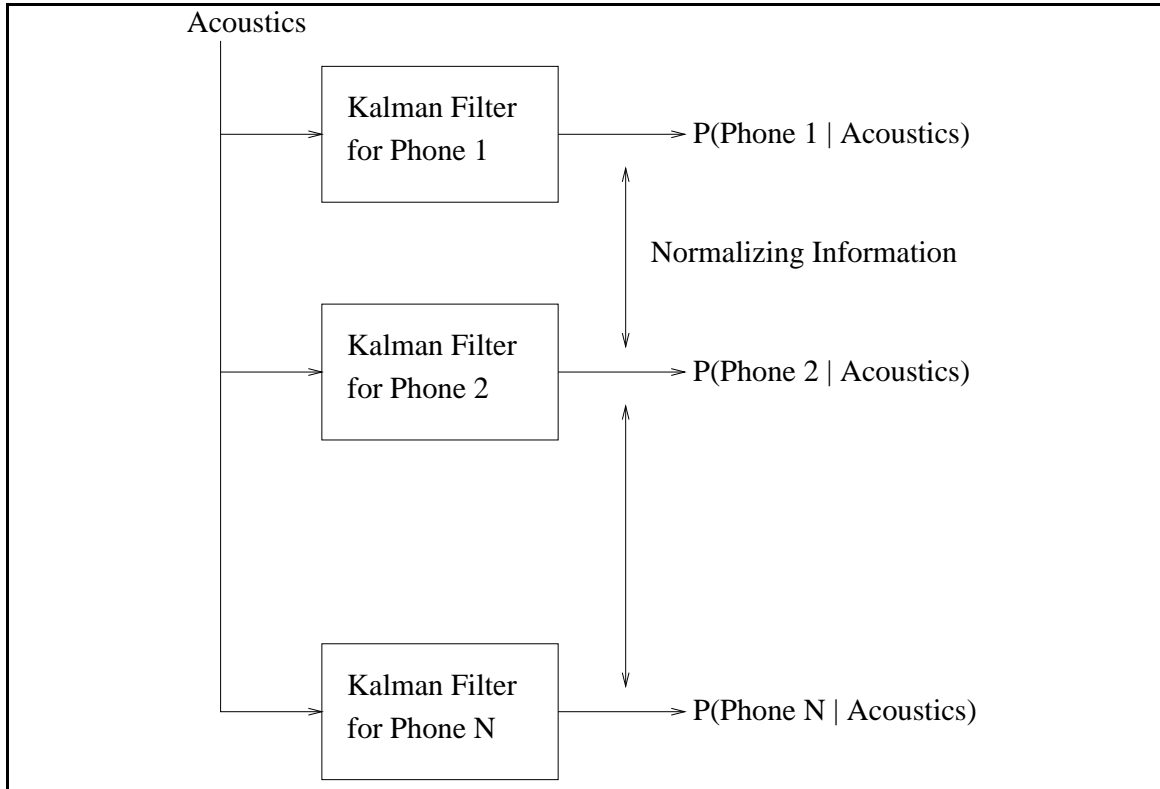 Acoustics
Kalman Filter
for Phone 1
P(Phone 1 | Acoustics)
Normalizing Information
Kalman Filter
for Phone 2
P(Phone 2 | Acoustics)
Kalman Filter
for Phone N
P(Phone N | Acoustics)